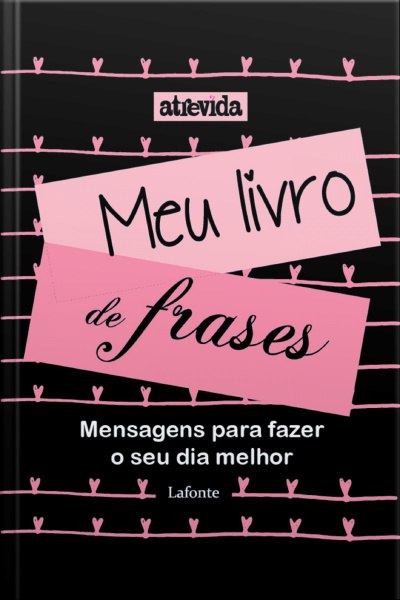 atrevida
Meu livro
de frases
Mensagens para fazer
o seu dia melhor
Lafonte